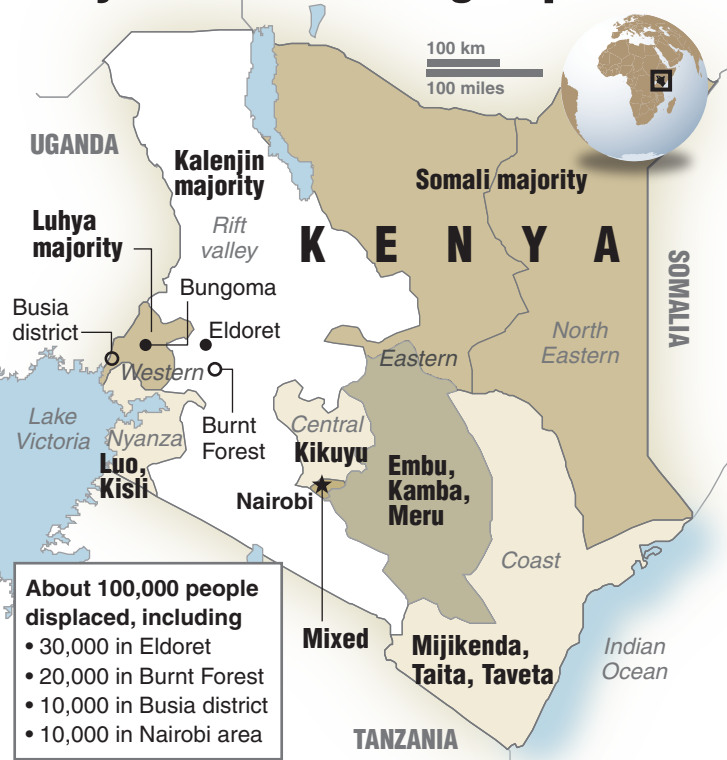 100 km
100 miles
UGANDA
Kalenjin
majority
Somali majority
Luhya
majority
Rift
valley
KENYA
SOMALIA
Bungoma
Busia
district
Eldoret
North
Eastern
Eastern
Western
Lake
Victoria
Nyanza
Burnt
Forest
Central
Kikuyu
Luo,
Kisli
Embu,
Kamba,
Meru
Nairobi
Coast
About 100,000 people
displaced, including
• 30,000 in Eldoret
• 20,000 in Burnt Forest
• 10,000 in Busia district
• 10,000 in Nairobi area
Mixed
Mijikenda,
Taita, Taveta
Indian
Ocean
TANZANIA